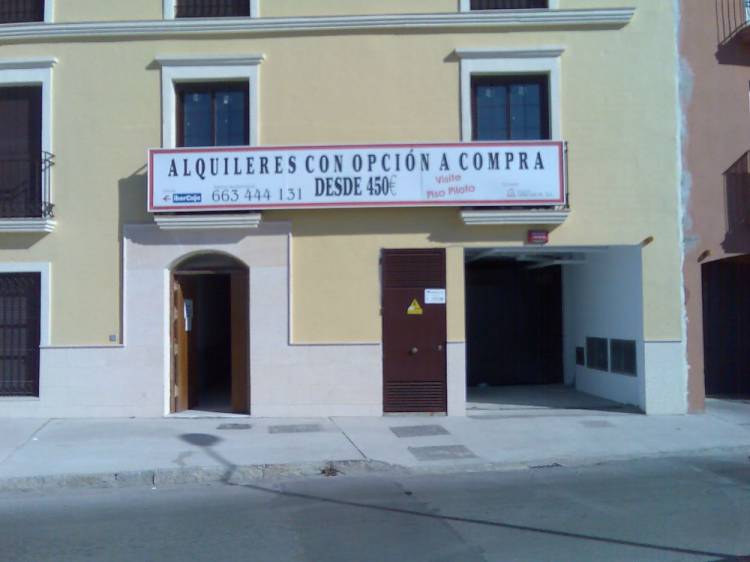 ALQUILERES CON OPCIÓN A COMPRA
iberCaja 663 444 131 DESDE 450€ Visite
Piso Piloto